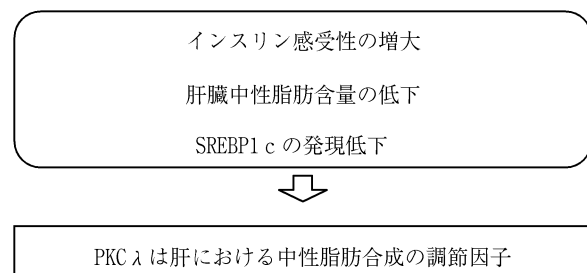 インスリン感受性の増大
肝臓中性脂肪含量の低下
SREBP1ｃの発現低下
PKCλは肝における中性脂肪合成の調節因子